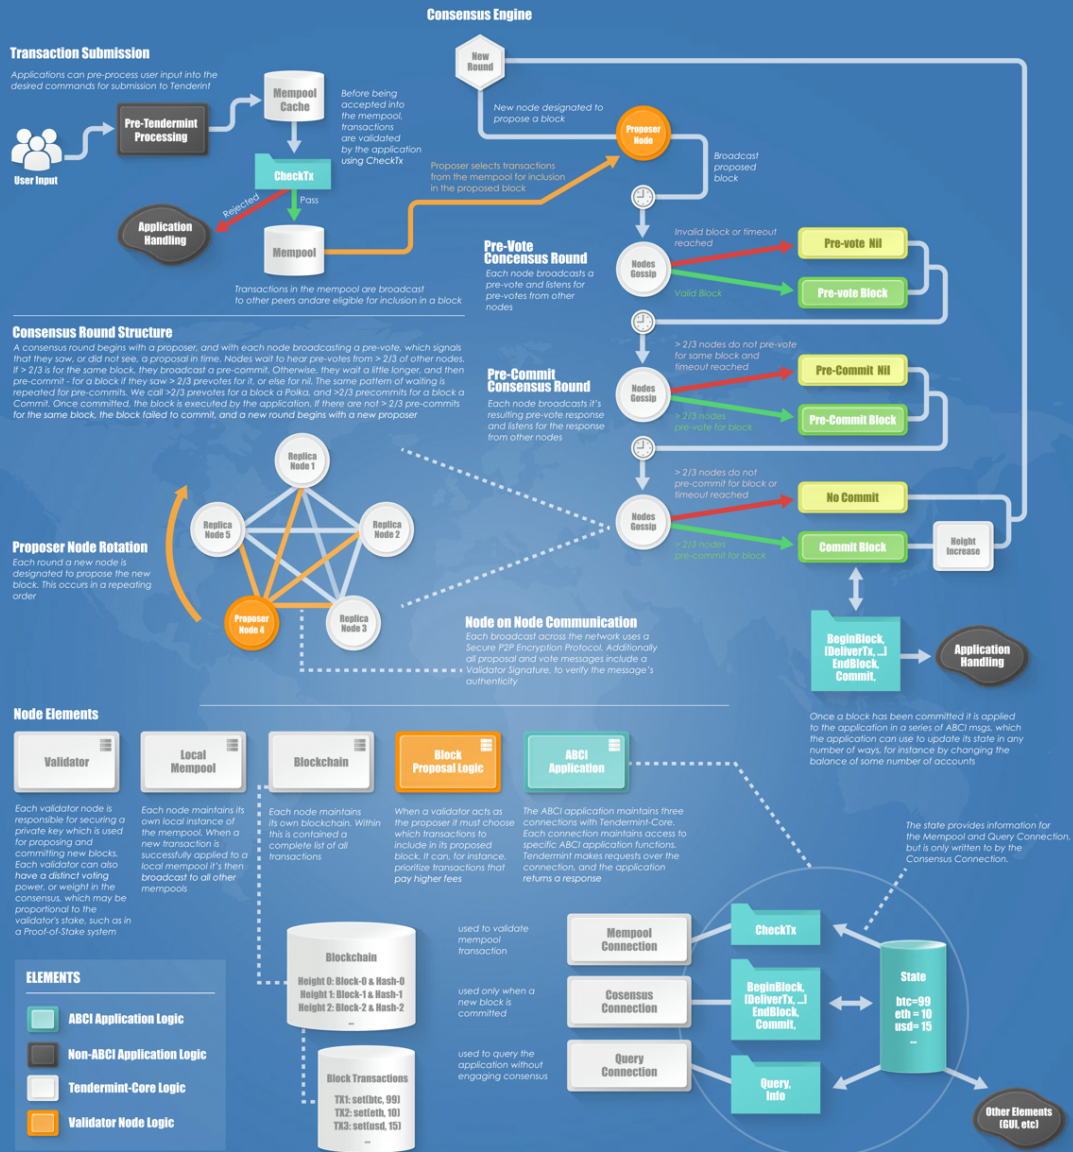 Consensus Engine
Transaction Submission
Applications can pre-process user input into the
desired commands for submission to Tenderint
User Input
Pre-Tendermint
Processing
Mempool
Cache
Before being
accepted into
the mempool,
transactions
are validated
by the application
using CheckTx
CheckTx
Rejected
Pass
Application
Handling
Mempool
Transactions in the mempool are broadcast
to other peers andare eligible for inclusion in a block
New
Round
New node designated to
propose a block
Proposer
Node
Proposer selects transactions
from the mempool for inclusion
in the proposed block
Broadcast
proposed
block
Pre-Vote
Concensus Round
Each node broadcasts a
pre-vote and listens for
pre-votes from other
nodes
Nodes
Gossip
Invalid block or timeout
reached
Valid Block
Pre-vote Nil
Pre-vote Block
Pre-Commit
Consensus Round
Each node broadcasts it's
resulting pre-vote response
and listens for the response
from other nodes
Nodes
Gossip
> 2/3 nodes do not pre-vote
for same block and
timeout reached
> 2/3 nodes
pre-vote for block
Pre-Commit Nil
Pre-Commit Block
Nodes
Gossip
> 2/3 nodes do not
pre-commit for block or
timeout reached
> 2/3 nodes
pre-commit for block
No Commit
Commit Block
Height
Increase
BeginBlock,
[DeliverTx, ...]
EndBlock,
Commit,
Application
Handling
Once a block has been committed it is applied
to the application in a series of ABCI msgs, which
the application can use to update its state in any
number of ways, for instance by changing the
balance of some number of accounts
Consensus Round Structure
A consensus round begins with a proposer, and with each node broadcasting a pre-vote, which signals
that they saw, or did not see, a proposal in time. Nodes wait to hear pre-votes from > 2/3 of other nodes.
If > 2/3 is for the same block, they broadcast a pre-commit. Otherwise, they wait a little longer, and then
pre-commit - for a block if they saw > 2/3 prevotes for it, or else for nil. The same pattern of waiting is
repeated for pre-commits. We call >2/3 prevotes for a block a Polka, and >2/3 precommits for a block a
Commit. Once committed, the block is executed by the application. If there are not > 2/3 pre-commits
for the same block, the block failed to commit, and a new round begins with a new proposer
Replica
Node 1
Replica
Node 5
Replica
Node 2
Proposer
Node 4
Replica
Node 3
Proposer Node Rotation
Each round a new node is
designated to propose the new
block. This occurs in a repeating
order
Node on Node Communication
Each broadcast across the network uses a
Secure P2P Encryption Protocol. Additionally
all proposal and vote messages include a
Validator Signature, to verify the message's
authenticity
Node Elements
Validator
Each validator node is
responsible for securing a
private key which is used
for proposing and
committing new blocks.
Each validator can also
have a distinct voting
power, or weight in the
consensus, which may be
proportional to the
validator's stake, such as in
a Proof-of-Stake system
Local
Mempool
Each node maintains its
own local instance of
the mempool. When a
new transaction is
successfully applied to a
local mempool it's then
broadcast to all other
mempools
Blockchain
Each node maintains
its own blockchain. Within
this is contained a
complete list of all
transactions
Block
Proposal Logic
When a validator acts as
the proposer it must choose
which transactions to
include in its proposed
block. It can, for instance,
prioritize transactions that
pay higher fees
ABCI
Application
The ABCI application maintains three
connections with Tendermint-Core.
Each connection maintains access to
specific ABCI application functions.
Tendermint makes requests over the
connection, and the application
returns a response
The state provides information for
the Mempool and Query Connection,
but is only written to by the
Consensus Connection.
ELEMENTS
ABCI Application Logic
Non-ABCI Application Logic
Tendermint-Core Logic
Validator Node Logic
Blockchain
Height 0: Block-0 & Hash-0
Height 1: Block-1 & Hash-1
Height 2: Block-2 & Hash-2
...
Block Transactions
TX1: set(btc, 99)
TX2: set(eth, 10)
TX3: set(usd, 15)
...
used to validate
mempool
transaction
Mempool
Connection
CheckTx
used only when a
new block is
committed
Cosensus
Connection
BeginBlock,
[DeliverTx, ...]
EndBlock,
Commit,
used to query the
application without
engaging consensus
Query
Connection
Query,
Info
State
btc=99
eth = 10
usd= 15
...
Other Elements
(GUI, etc)